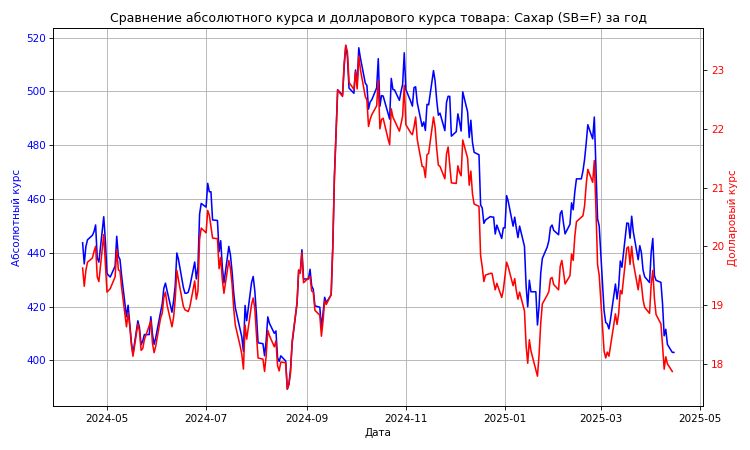 Сравнение абсолютного курса и долларового курса товара: Сахар (SB=F) за год
Абсолютный курс
520
500
480
460
440
420
400
23
22
21
20
19
18
Долларовый курс
2024-05 2024-07 2024-09 2024-11 2025-01 2025-03 2025-05
Дата